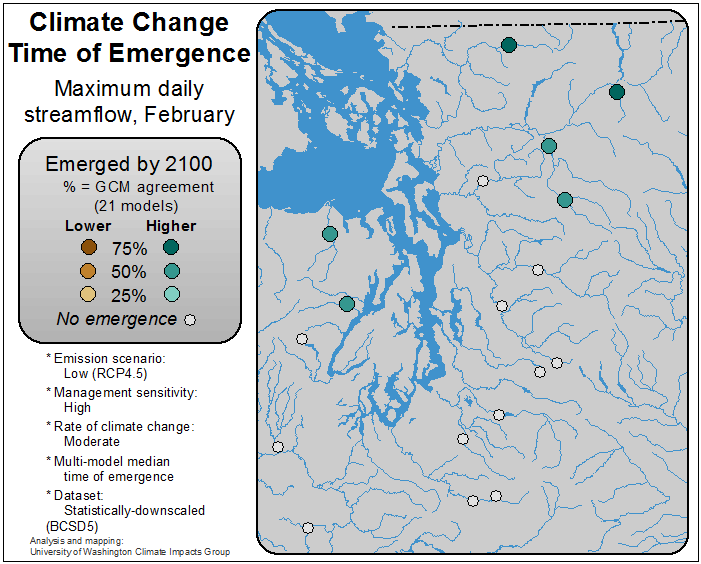 Climate Change
Time of Emergence
Maximum daily
streamflow, February
Emerged by 2100
% = GCM agreement
(21 models)
Lower Higher
75%
50%
25%
No emergence
* Emission scenario:
Low (RCP4.5)
* Management sensitivity:
High
* Rate of climate change:
Moderate
* Multi-model median
time of emergence
* Dataset:
Statistically-downscaled
(BCSD5)
Analysis and mapping:
University of Washington Climate Impacts Group